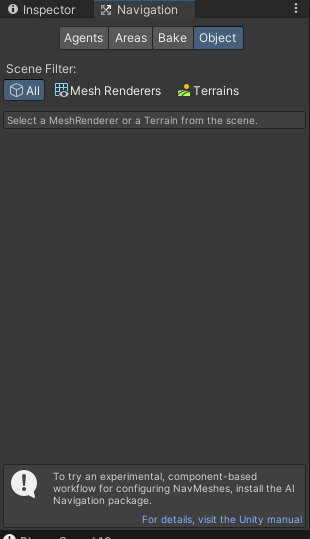 Inspector Navigation
Agents Areas Bake Object
Scene Filter:
All Mesh Renderers Terrains
Select a MeshRenderer or a Terrain from the scene.
To try an experimental, component-based
workflow for configuring NavMeshes, install the AI
Navigation package.
For details, visit the Unity manual